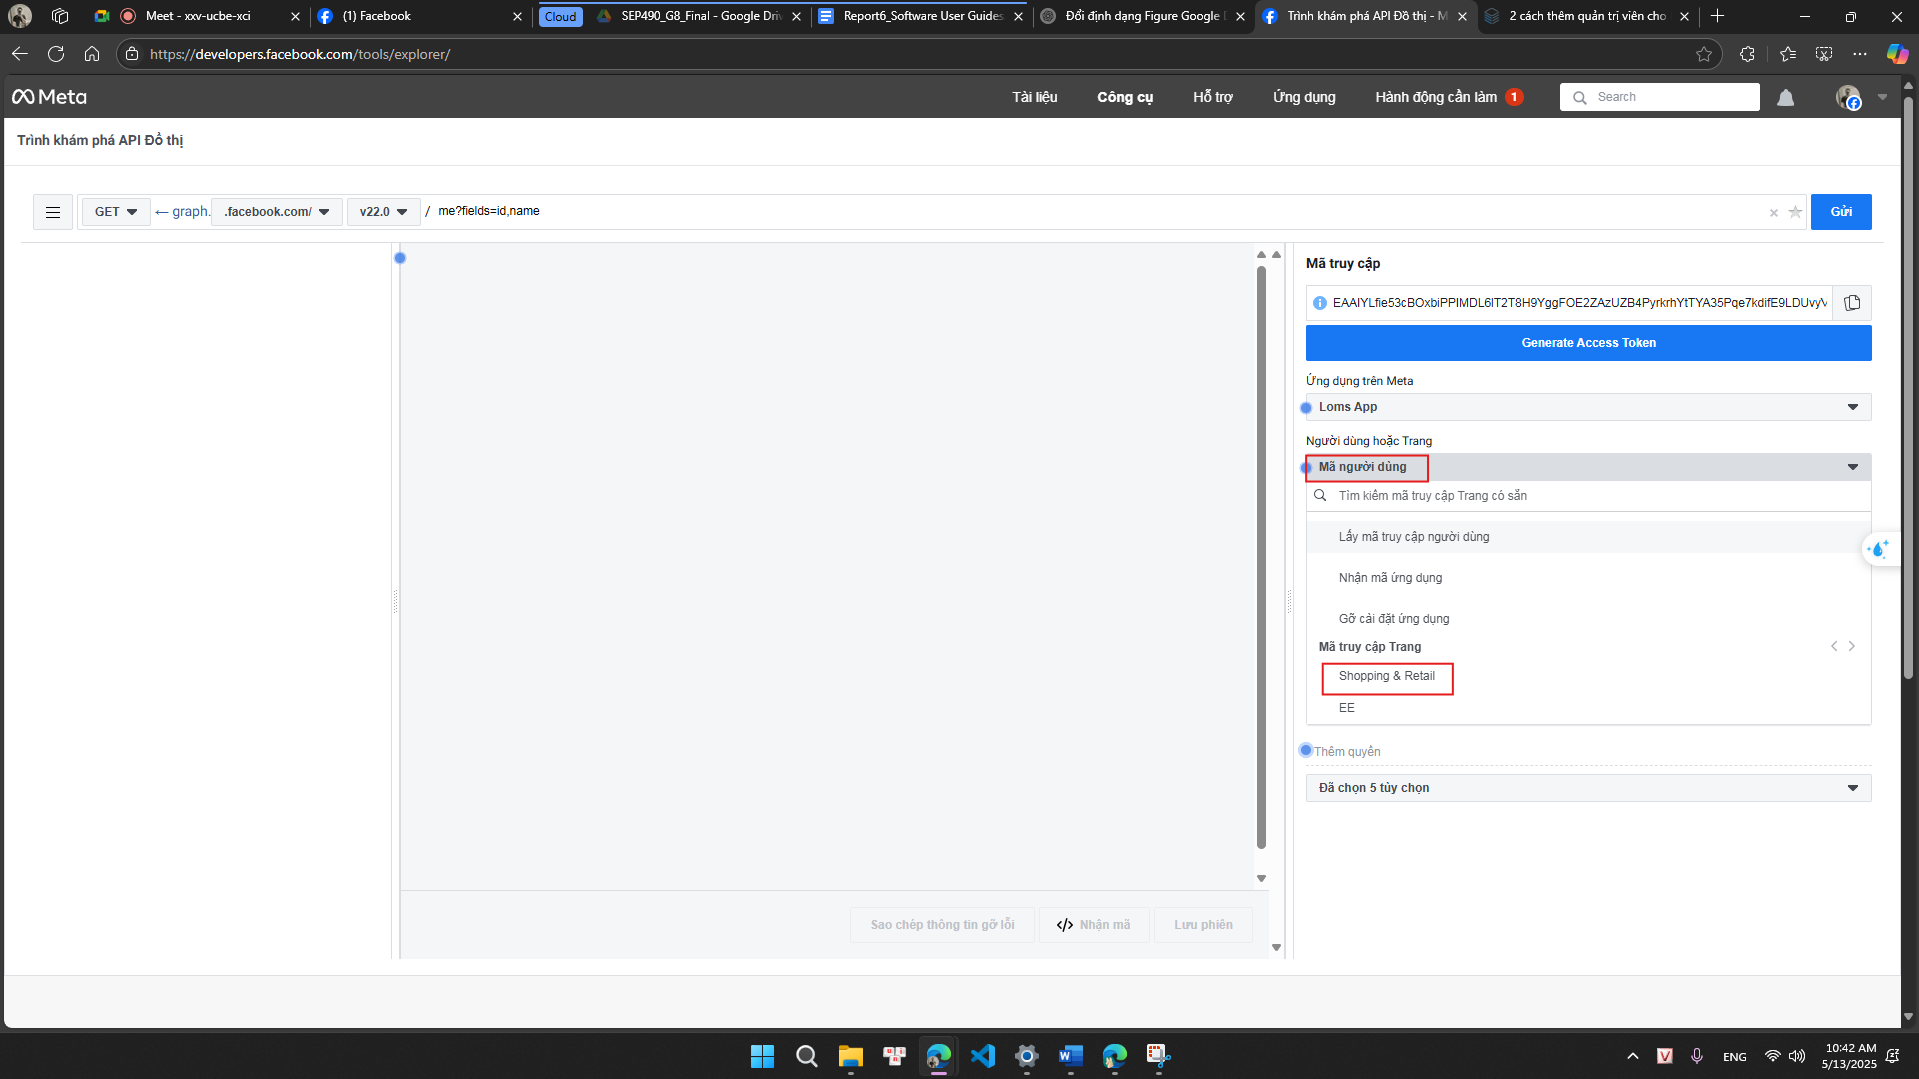 Meet - xxv-ucbe-xci
(1) Facebook
Cloud
SEP490_G8_Final - Google Driv
Report6_Software User Guides
Đổi định dạng Figure Google
Trình khám phá API Đồ thị - M
2 cách thêm quản trị viên cho
https://developers.facebook.com/tools/explorer/
Meta
Tài liệu
Công cụ
Hỗ trợ
Ứng dụng
Hành động cần làm
1
Search
Trình khám phá API Đồ thị
GET
← graph.
.facebook.com/
v22.0
/
me?fields=id,name
Gửi
Mã truy cập
Generate Access Token
Ứng dụng trên Meta
Loms App
Người dùng hoặc Trang
Mã người dùng
Tìm kiếm mã truy cập Trang có sẵn
Lấy mã truy cập người dùng
Nhận mã ứng dụng
Gỡ cài đặt ứng dụng
Mã truy cập Trang
Shopping & Retail
EE
Thêm quyền
Đã chọn 5 tùy chọn
Sao chép thông tin gỡ lỗi
</> Nhận mã
Lưu phiên
ENG
10:42 AM
5/13/2025